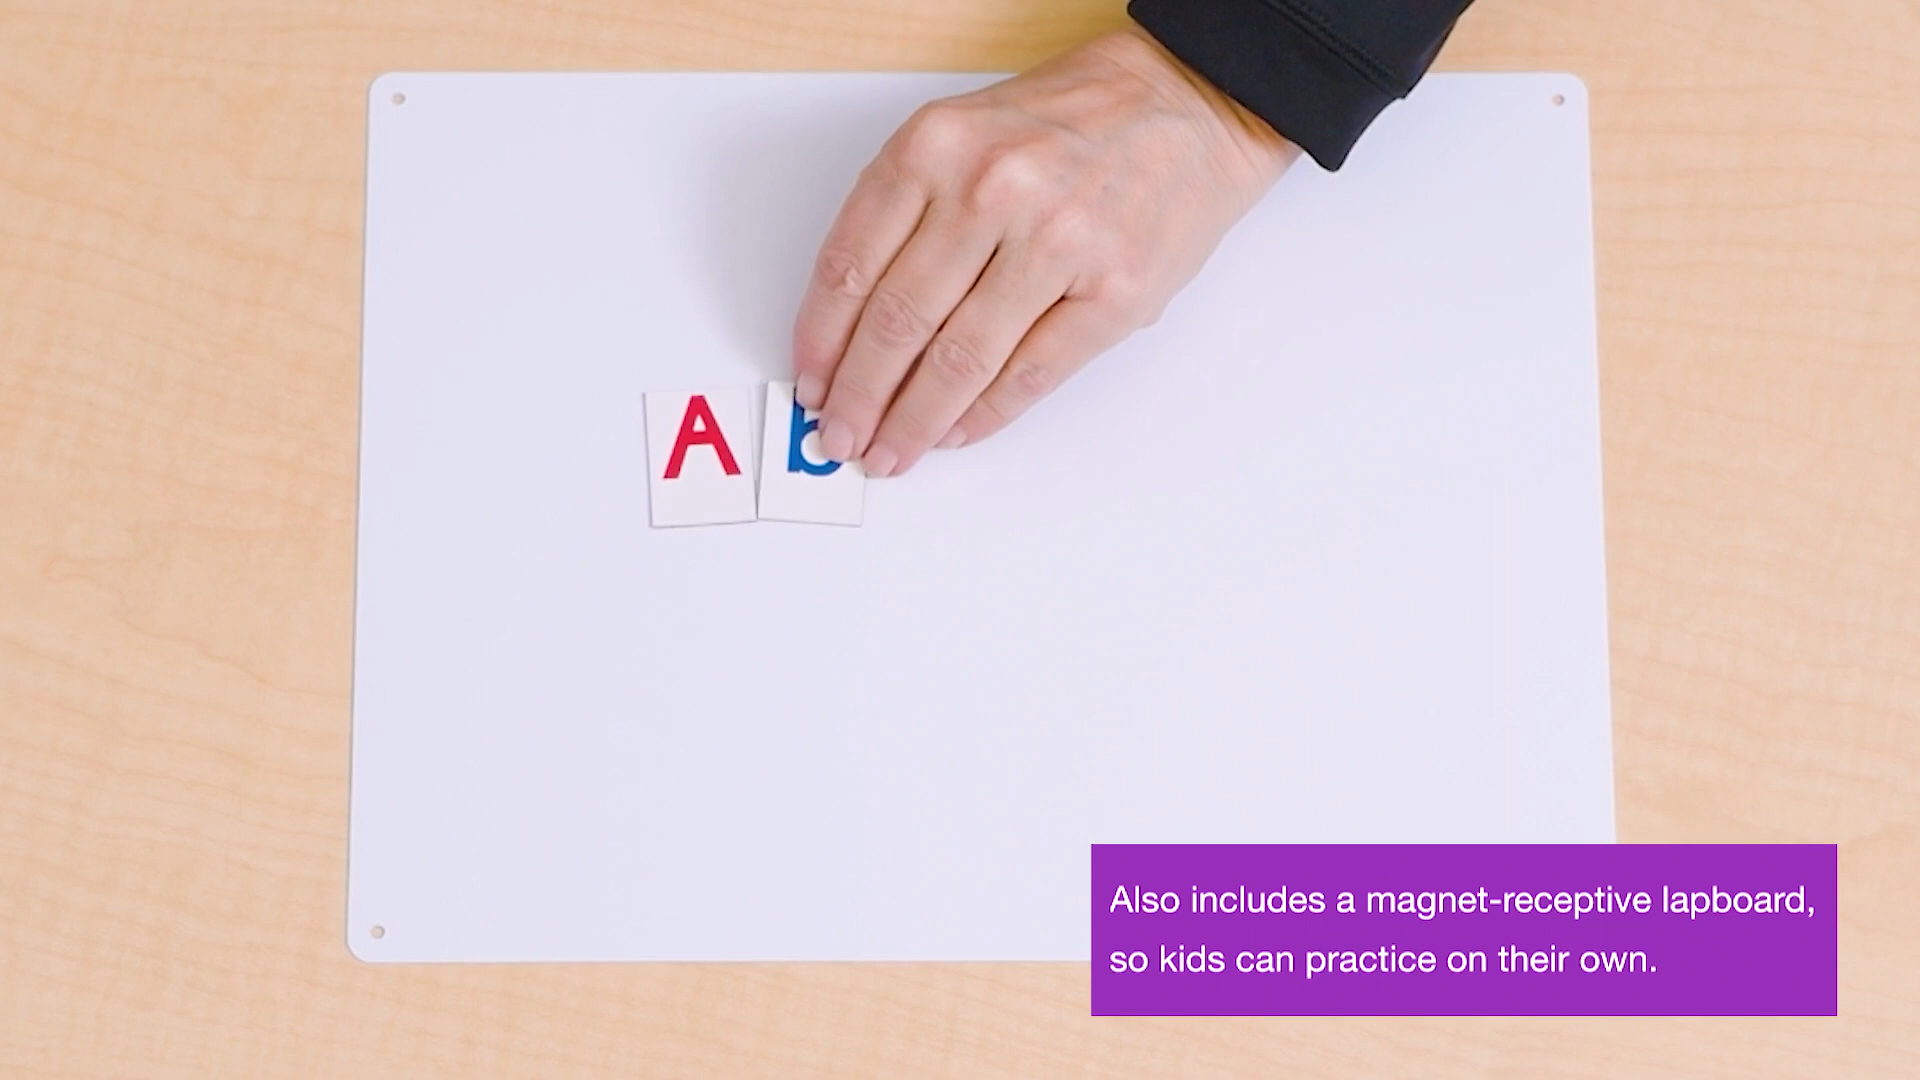 A b
Also includes a magnet-receptive lapboard,
so kids can practice on their own.